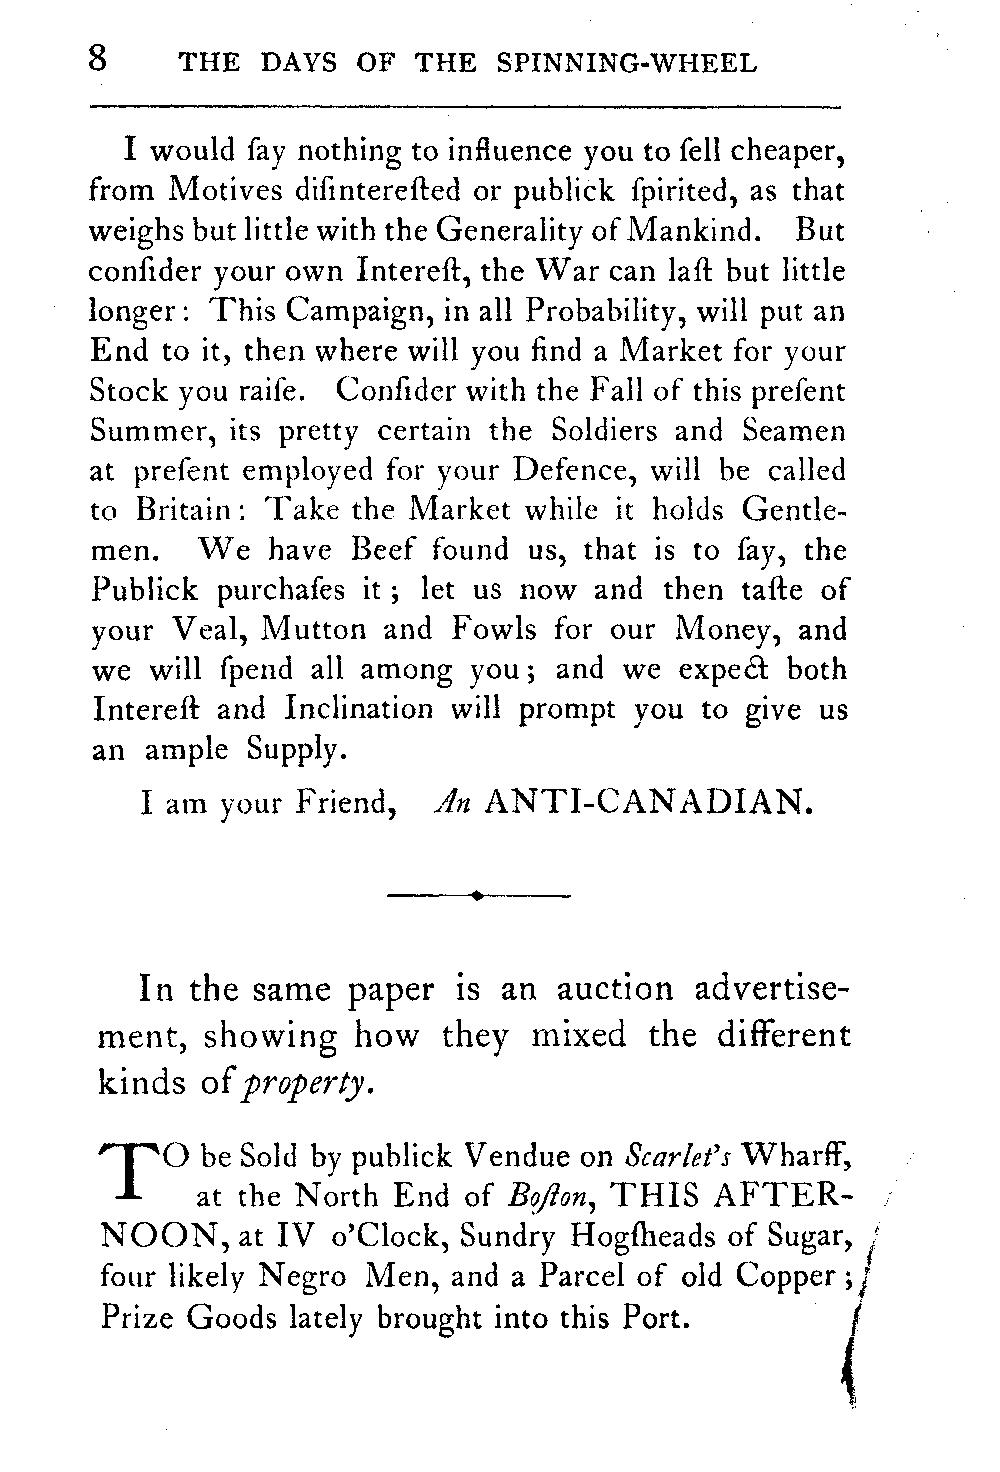 8 THE DAYS OF THE SPINNING-WHEEL
I would ſay nothing to influence you to ſell cheaper,
from Motives diſintereſted or publick ſpirited, as that
weighs but little with the Generality of Mankind. But
conſider your own Intereſt, the War can laſt but little
longer: This Campaign, in all Probability, will put an
End to it, then where will you find a Market for your
Stock you raiſe. Conſider with the Fall of this preſent
Summer, its pretty certain the Soldiers and Seamen
at preſent employed for your Defence, will be called
to Britain: Take the Market while it holds Gentle-
men. We have Beef found us, that is to ſay, the
Publick purchaſes it; let us now and then taſte of
your Veal, Mutton and Fowls for our Money, and
we will ſpend all among you; and we expect both
Intereſt and Inclination will prompt you to give us
an ample Supply.
I am your Friend, An ANTI-CANADIAN.
In the same paper is an auction advertise-
ment, showing how they mixed the different
kinds of property.
TO be Sold by publick Vendue on Scarlet's Wharff,
at the North End of Boſton, THIS AFTER-
NOON, at IV o'Clock, Sundry Hogſheads of Sugar,
four likely Negro Men, and a Parcel of old Copper;
Prize Goods lately brought into this Port.